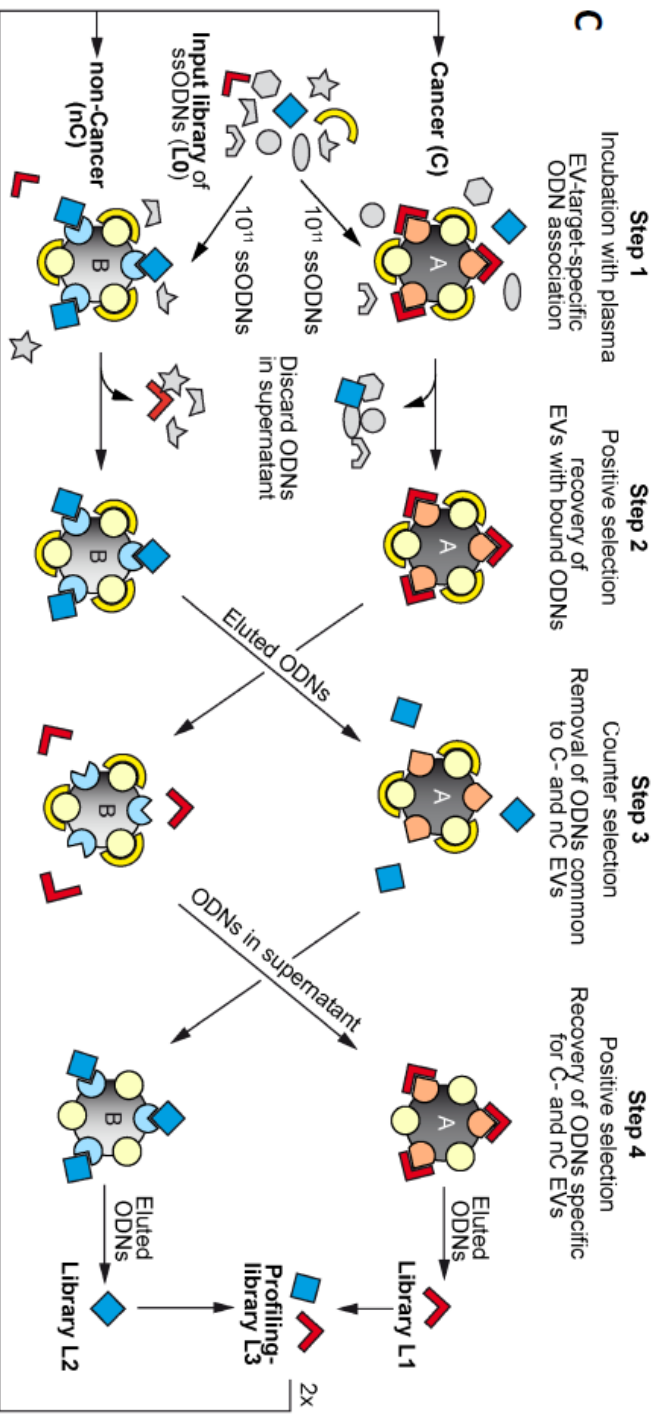 C
Step 1
Incubation with plasma
EV-target-specific
ODN association
Step 2
Positive selection
recovery of
EVs with bound ODNs
Step 3
Counter selection
Removal of ODNs common
to C- and nC EVs
Step 4
Positive selection
Recovery of ODNs specific
for C- and nC EVs
Cancer (C)
A
A
A
A
Eluted
ODNs
Library L1
Input library of
ssODNs (L0)
10¹¹ ssODNs
10¹¹ ssODNs
Discard ODNs
in supernatant
Eluted ODNs
ODNs in supernatant
Profiling-
library L3
2x
non-Cancer
(nC)
B
B
B
B
Eluted
ODNs
Library L2